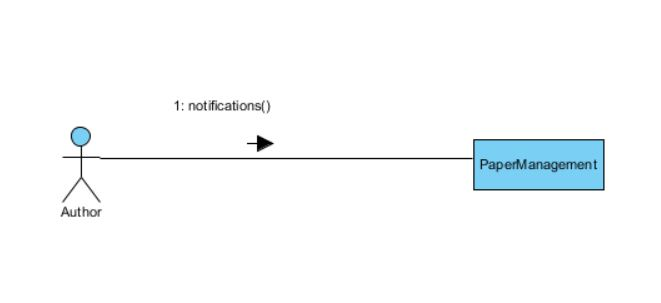 1: notifications()
PaperManagement
Author